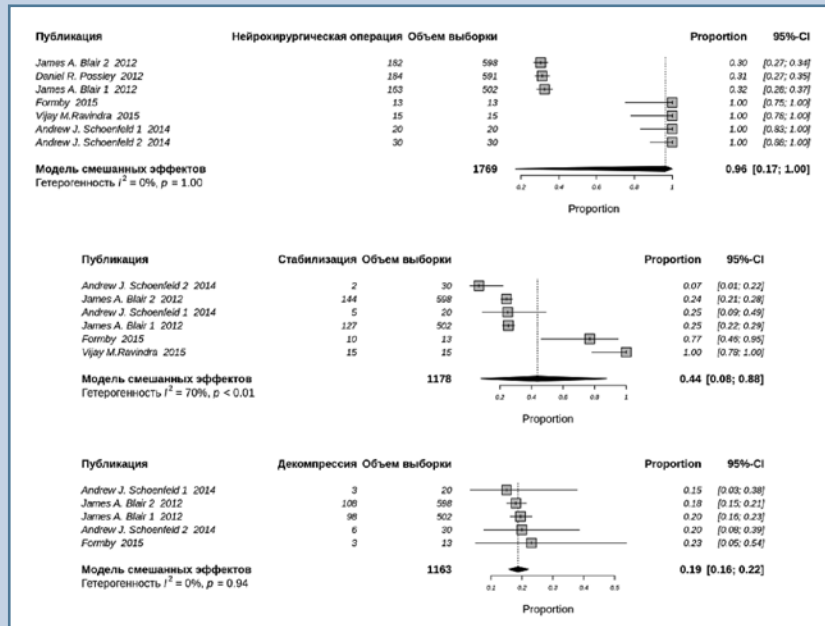 Публикация Нейрохирургическая операция Объем выборки Proportion 95%-CI
James A. Blair 2 2012 182 598 0.30 [0.27; 0.34]
Daniel R. Possley 2012 184 591 0.31 [0.27; 0.35]
James A. Blair 1 2012 163 502 0.32 [0.28; 0.37]
Formby 2015 13 13 1.00 [0.75; 1.00]
Vijay M.Ravindra 2015 15 15 1.00 [0.78; 1.00]
Andrew J. Schoenfeld 1 2014 20 20 1.00 [0.83; 1.00]
Andrew J. Schoenfeld 2 2014 30 30 1.00 [0.88; 1.00]
Модель смешанных эффектов 1769 0.96 [0.17; 1.00]
Гетерогенность I² = 0%, p = 1.00
0.2 0.4 0.6 0.8 1
Proportion
Публикация Стабилизация Объем выборки Proportion 95%-CI
Andrew J. Schoenfeld 2 2014 2 30 0.07 [0.01; 0.22]
James A. Blair 2 2012 144 598 0.24 [0.21; 0.28]
Andrew J. Schoenfeld 1 2014 5 20 0.25 [0.09; 0.49]
James A. Blair 1 2012 127 502 0.25 [0.22; 0.29]
Formby 2015 10 13 0.77 [0.46; 0.95]
Vijay M.Ravindra 2015 15 15 1.00 [0.78; 1.00]
Модель смешанных эффектов 1178 0.44 [0.08; 0.88]
Гетерогенность I² = 70%, p < 0.01
0.2 0.4 0.6 0.8 1
Proportion
Публикация Декомпрессия Объем выборки Proportion 95%-CI
Andrew J. Schoenfeld 1 2014 3 20 0.15 [0.03; 0.38]
James A. Blair 2 2012 108 598 0.18 [0.15; 0.21]
James A. Blair 1 2012 98 502 0.20 [0.16; 0.23]
Andrew J. Schoenfeld 2 2014 6 30 0.20 [0.08; 0.39]
Formby 2015 3 13 0.23 [0.05; 0.54]
Модель смешанных эффектов 1163 0.19 [0.16; 0.22]
Гетерогенность I² = 0%, p = 0.94
0.1 0.2 0.3 0.4 0.5
Proportion